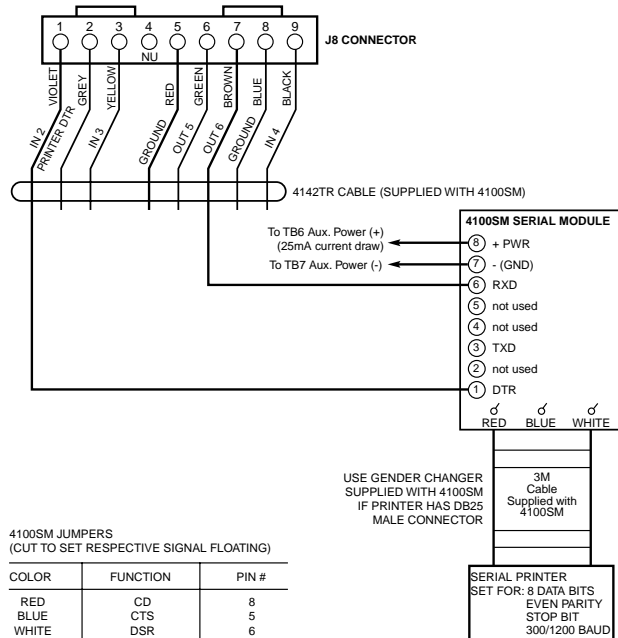 1 2 3 4 5 6 7 8 9
J8 CONNECTOR
NU
VIOLET
GREY
YELLOW
RED
GREEN
BROWN
BLUE
BLACK
IN 2
PRINTER DTR
IN 3
GROUND
OUT 5
OUT 6
GROUND
IN 4
4142TR CABLE (SUPPLIED WITH 4100SM)
4100SM SERIAL MODULE
To TB6 Aux. Power (+)
(25mA current draw)
To TB7 Aux. Power (-)
8 + PWR
7 - (GND)
6 RXD
5 not used
4 not used
3 TXD
2 not used
1 DTR
RED BLUE WHITE
USE GENDER CHANGER
SUPPLIED WITH 4100SM
IF PRINTER HAS DB25
MALE CONNECTOR
3M
Cable
Supplied with
4100SM
4100SM JUMPERS
(CUT TO SET RESPECTIVE SIGNAL FLOATING)
COLOR FUNCTION PIN #
RED CD 8
BLUE CTS 5
WHITE DSR 6
SERIAL PRINTER
SET FOR: 8 DATA BITS
EVEN PARITY
STOP BIT
300/1200 BAUD